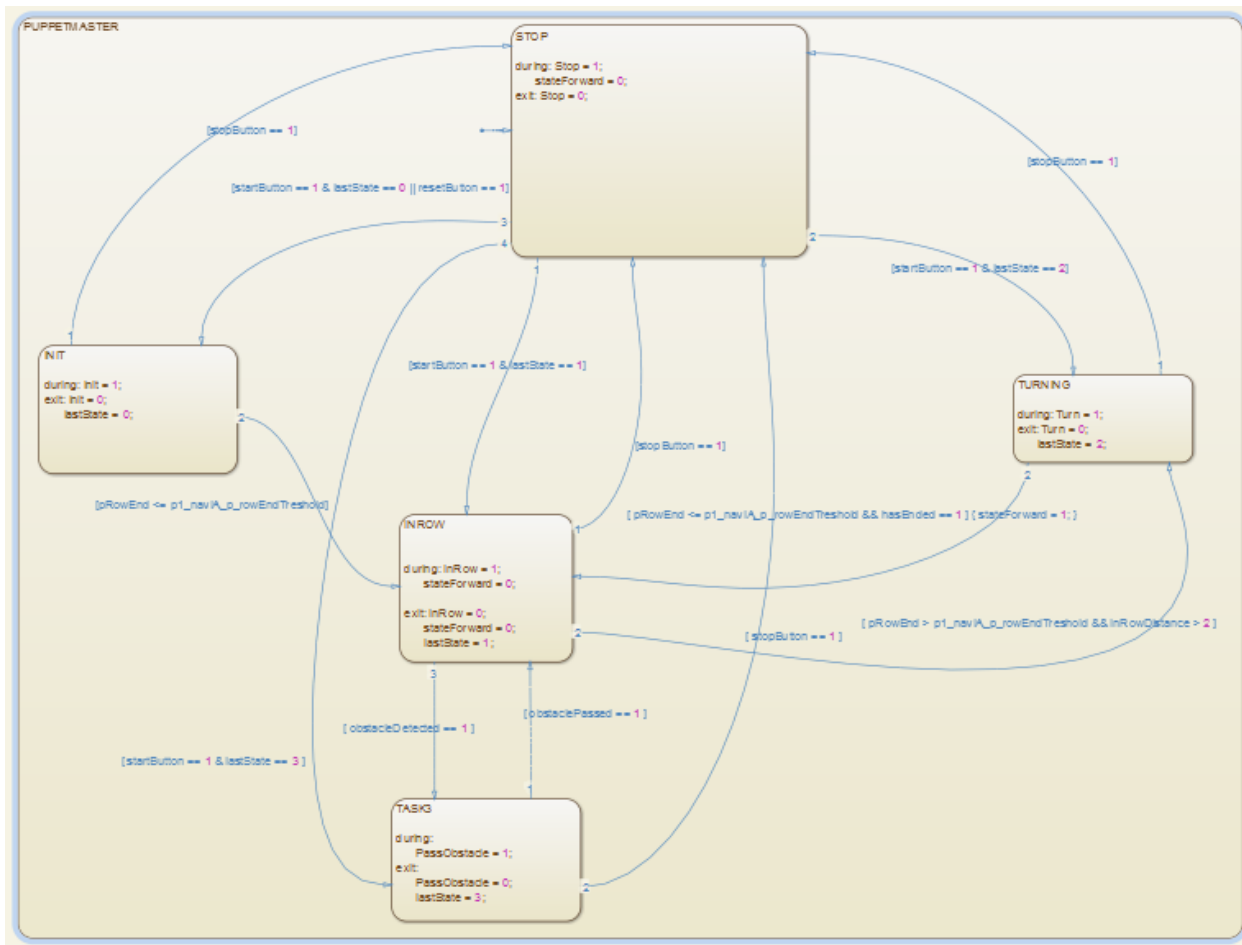 PUPPETMASTER
STOP
during: Stop = 1;
stateForward = 0;
exit: Stop = 0;
[stopButton == 1]
[stopButton == 1]
[startButton == 1 & lastState == 0 || resetButton == 1]
3
4
2
1
[startButton == 1 & lastState == 2]
1
INIT
during: Init = 1;
exit: Init = 0;
lastState = 0;
2
[startButton == 1 & lastState == 1]
1
TURNING
during: Turn = 1;
exit: Turn = 0;
lastState = 2;
2
[stopButton == 1]
[pRowEnd <= p1_navIA_p_rowEndTreshold]
[ pRowEnd <= p1_navIA_p_rowEndTreshold && hasEnded == 1 ] { stateForward = 1; }
INROW
1
during: InRow = 1;
stateForward = 0;
exit: InRow = 0;
stateForward = 0;
lastState = 1;
2
3
[ pRowEnd > p1_navIA_p_rowEndTreshold && inRowDistance > 2 ]
[ stopButton == 1 ]
[ obstacleDetected == 1 ]
[ obstaclePassed == 1 ]
[startButton == 1 & lastState == 3 ]
1
TASK3
during:
PassObstacle = 1;
exit:
PassObstacle = 0;
lastState = 3;
2